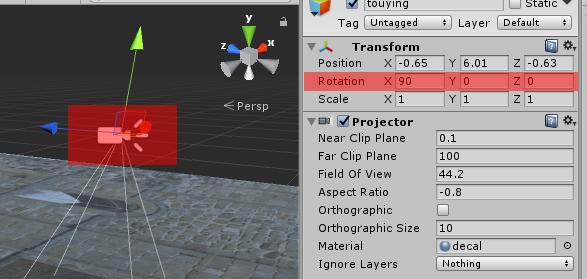 touying
Static
Tag Untagged Layer Default
Transform
Position X -0.65 Y 6.01 Z -0.63
Rotation X 90 Y 0 Z 0
Scale X 1 Y 1 Z 1
Projector
Near Clip Plane 0.1
Far Clip Plane 100
Field Of View 44.2
Aspect Ratio -0.8
Orthographic
Orthographic Size 10
Material decal
Ignore Layers Nothing
y
z x
Persp